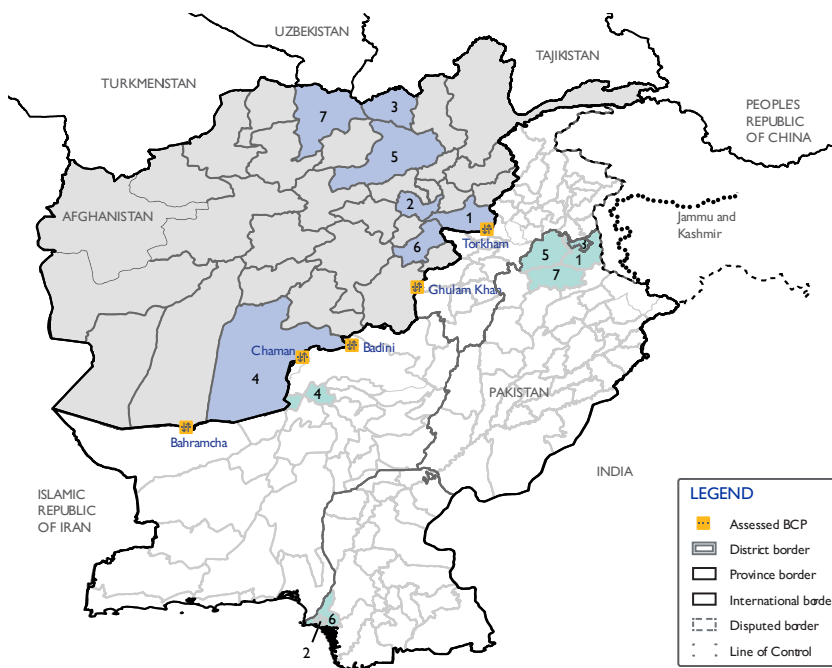 UZBEKISTAN
TAJIKISTAN
TURKMENSTAN
PEOPLE'S
REPUBLIC
OF CHINA
7
3
5
2
1
AFGHANISTAN
Jammu and
Kashmir
6
Torkham
5
3
1
7
Ghulam Khan
Chaman
Badini
4
4
PAKISTAN
Bahramcha
INDIA
ISLAMIC
REPUBLIC
OF IRAN
6
2
LEGEND
Assessed BCP
District border
Province border
International borde
Disputed border
Line of Control